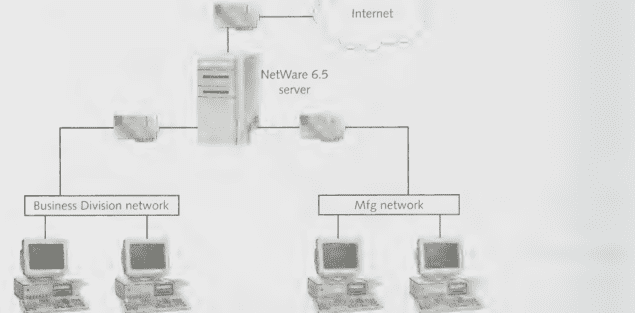 Internet
NetWare 6.5
server
Business Division network
Mfg network